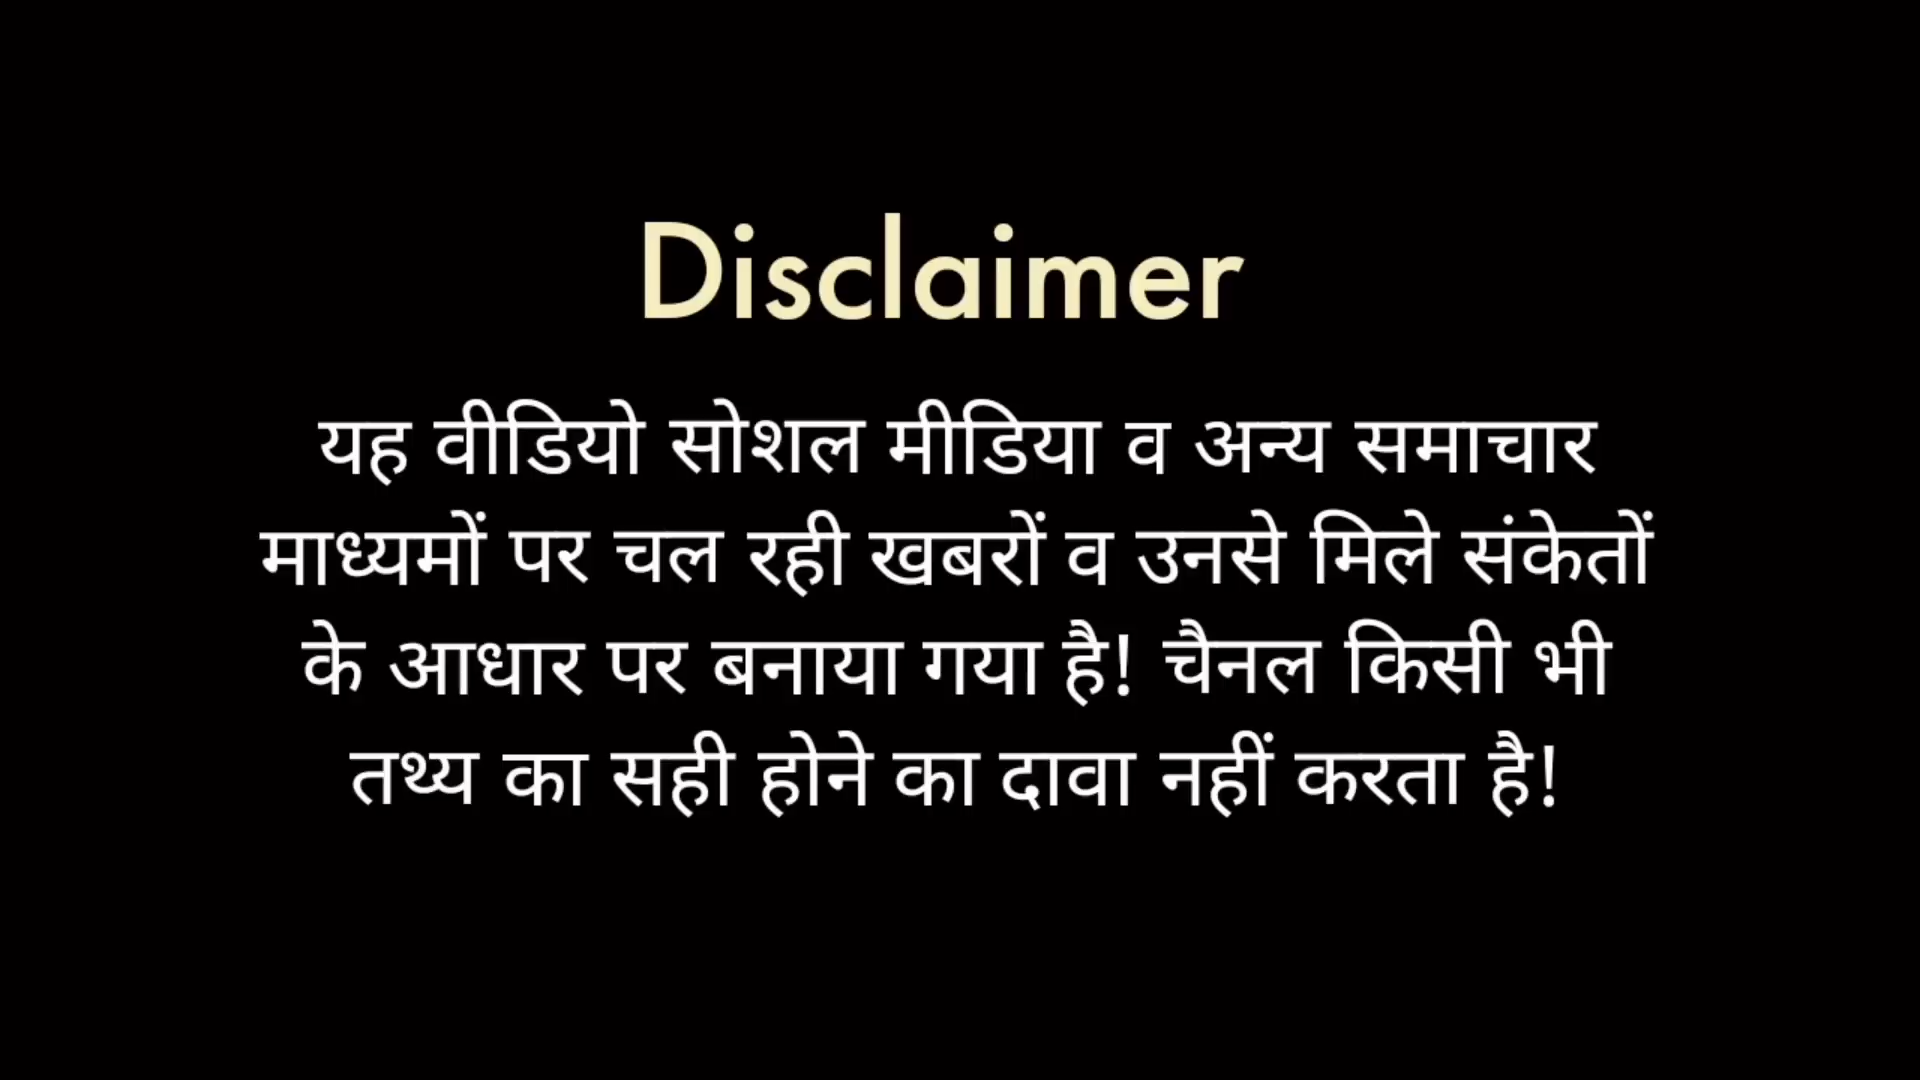 Disclaimer
यह वीडियो सोशल मीडिया व अन्य समाचार
माध्यमों पर चल रही खबरों व उनसे मिले संकेतों
के आधार पर बनाया गया है! चैनल किसी भी
तथ्य का सही होने का दावा नहीं करता है!